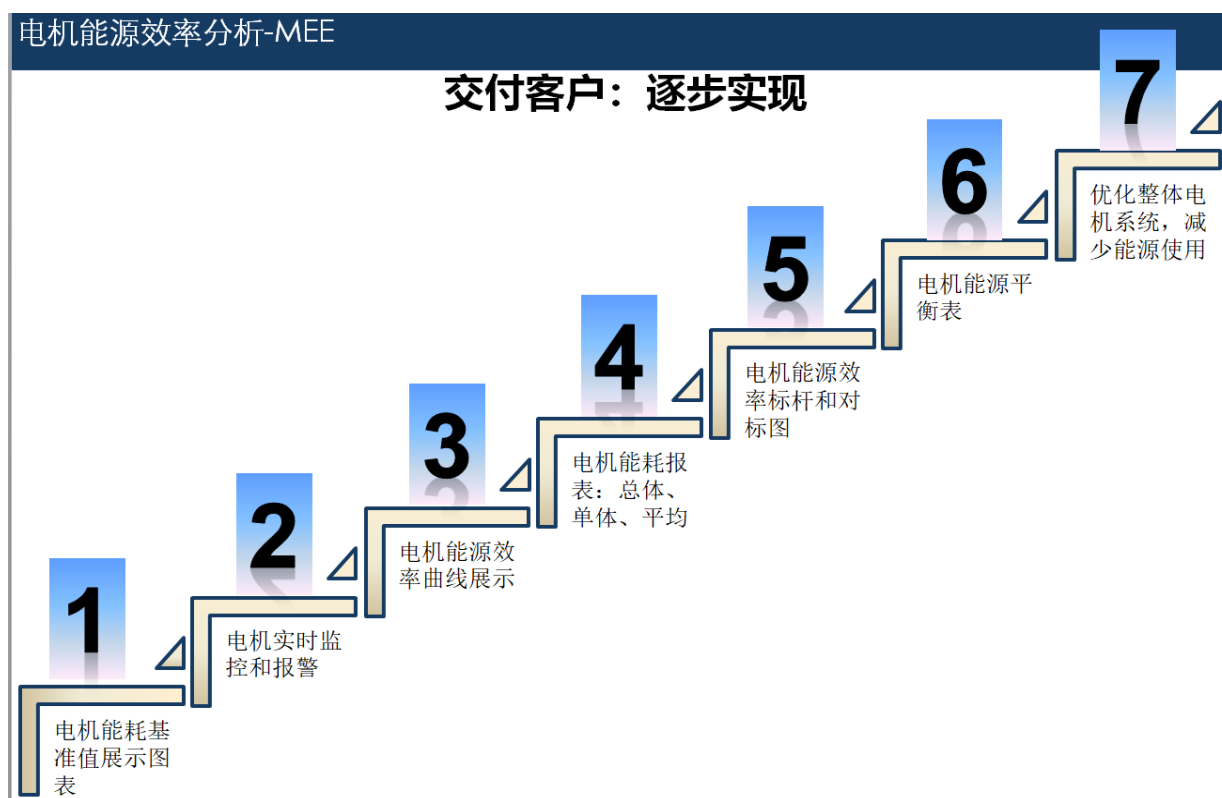 电机能源效率分析-MEE
交付客户：逐步实现
1
电机能耗基
准值展示图
表
2
电机实时监
控和报警
3
电机能源效
率曲线展示
4
电机能耗报
表：总体、
单体、平均
5
电机能源效
率标杆和对
标图
6
电机能源平
衡表
7
优化整体电
机系统，减
少能源使用